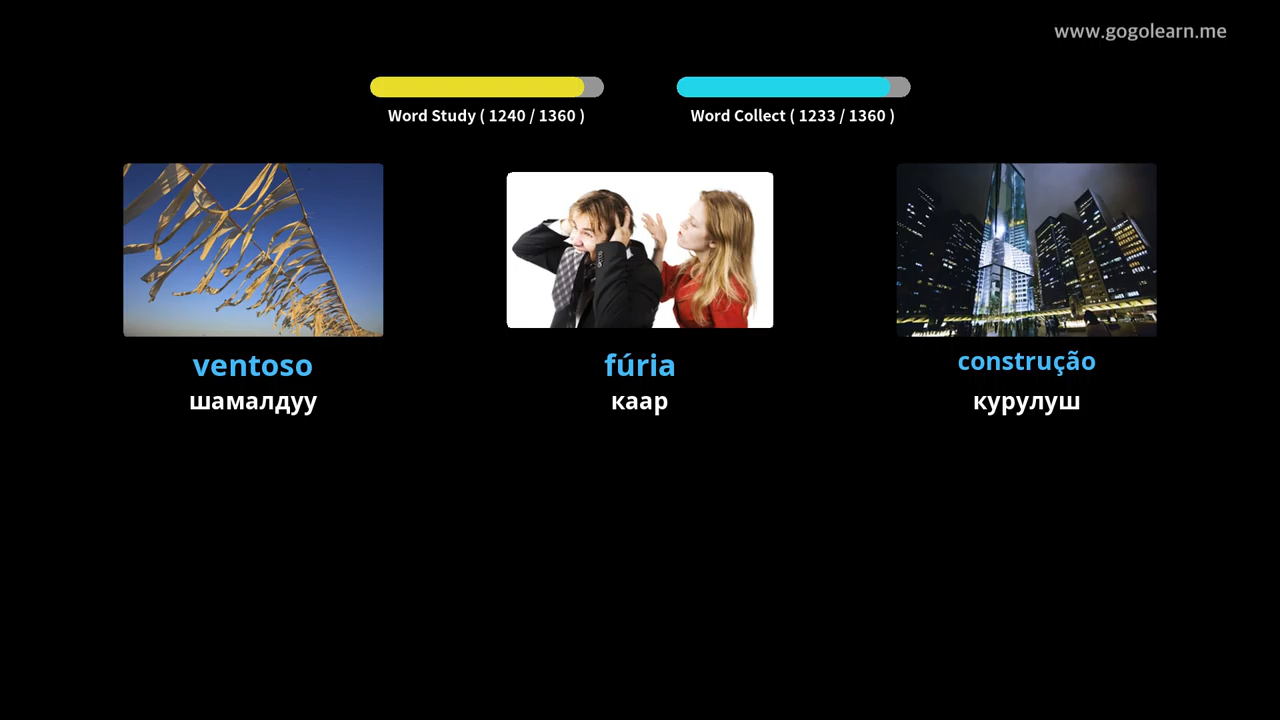 www.gogolearn.me
Word Study ( 1240 / 1360 )
Word Collect ( 1233 / 1360 )
ventoso
шамалдуу
fúria
каар
construção
курулуш